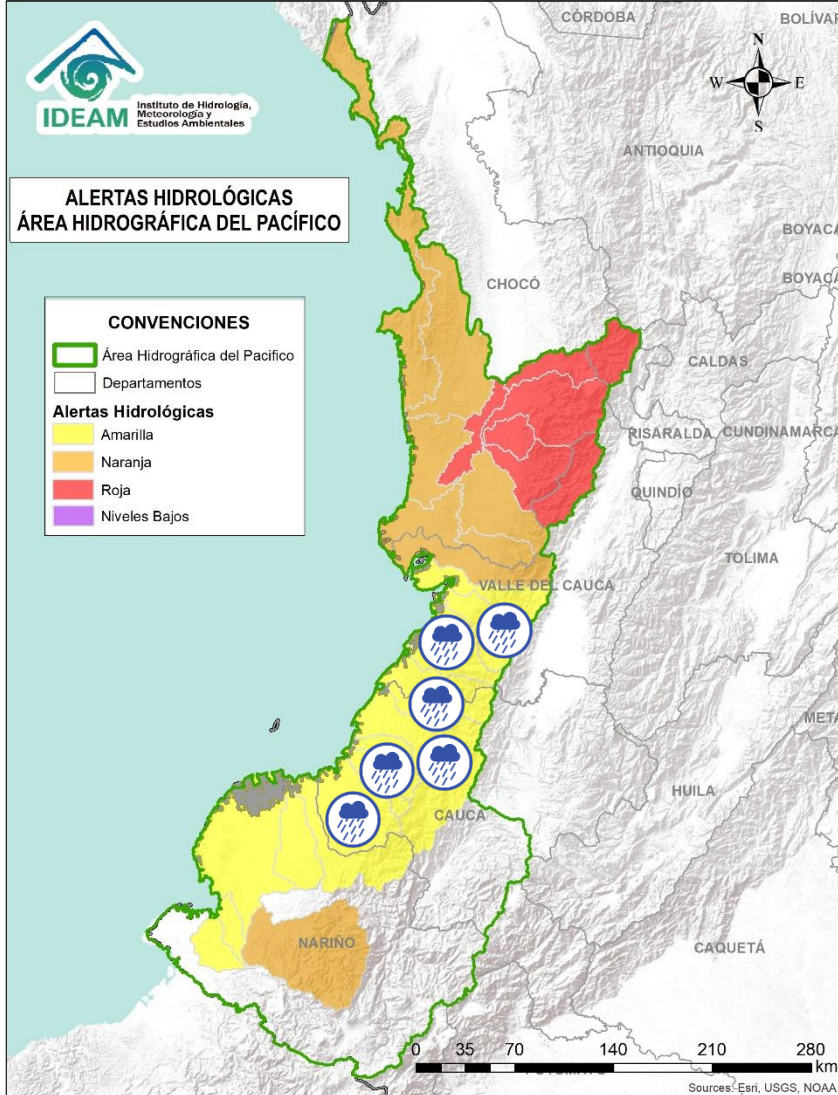 CÓRDOBA
BOLÍVAR
IDEAM
Instituto de Hidrología,
Meteorología y
Estudios Ambientales
N
W
E
S
ANTIOQUIA
ALERTAS HIDROLÓGICAS
ÁREA HIDROGRÁFICA DEL PACÍFICO
BOYACÁ
BOYACÁ
CHOCÓ
CONVENCIONES
Área Hidrográfica del Pacifico
Departamentos
Alertas Hidrológicas
Amarilla
Naranja
Roja
Niveles Bajos
CALDAS
RISARALDA
CUNDINAMARCA
QUINDÍO
TOLIMA
VALLE DEL CAUCA
META
HUILA
CAUCA
NARIÑO
CAQUETÁ
0 35 70 140 210 280
km
Sources: Esri, USGS, NOAA